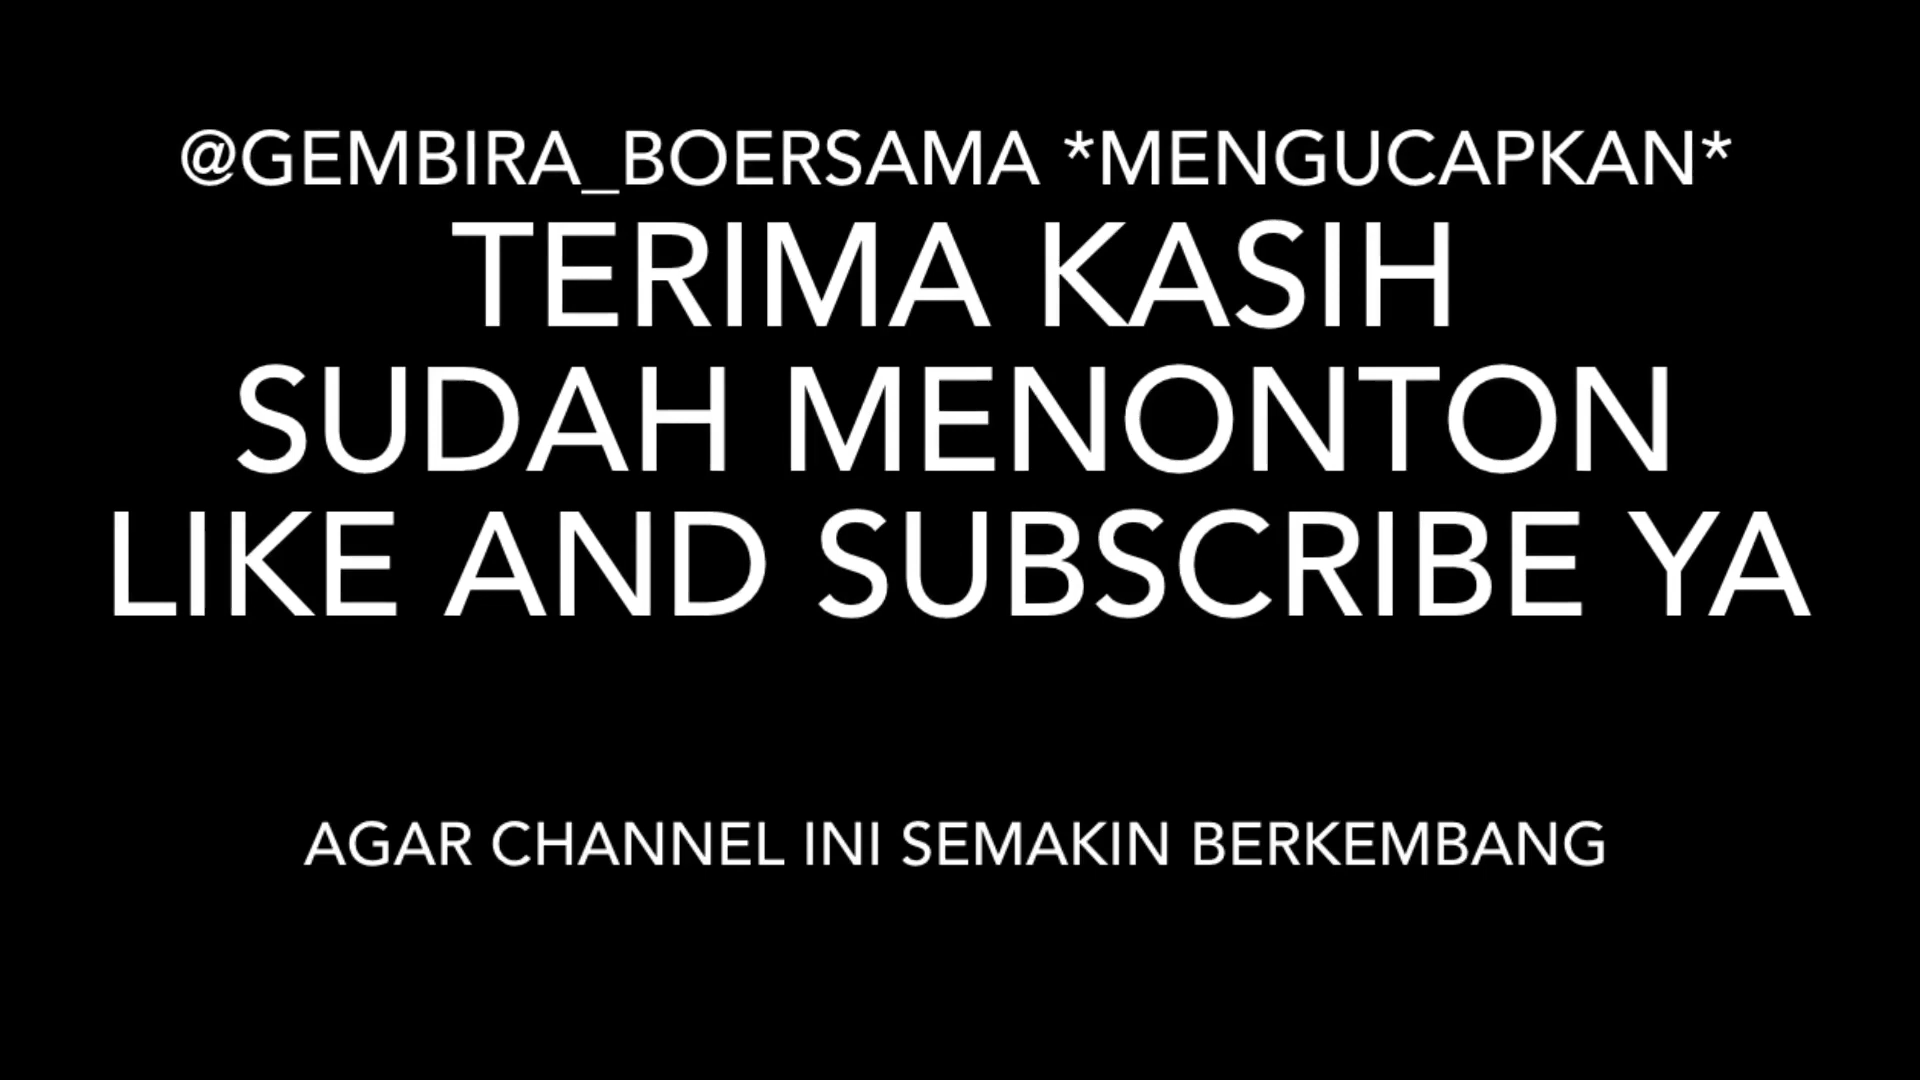 @GEMBIRA_BOERSAMA *MENGUCAPKAN*
TERIMA KASIH
SUDAH MENONTON
LIKE AND SUBSCRIBE YA
AGAR CHANNEL INI SEMAKIN BERKEMBANG